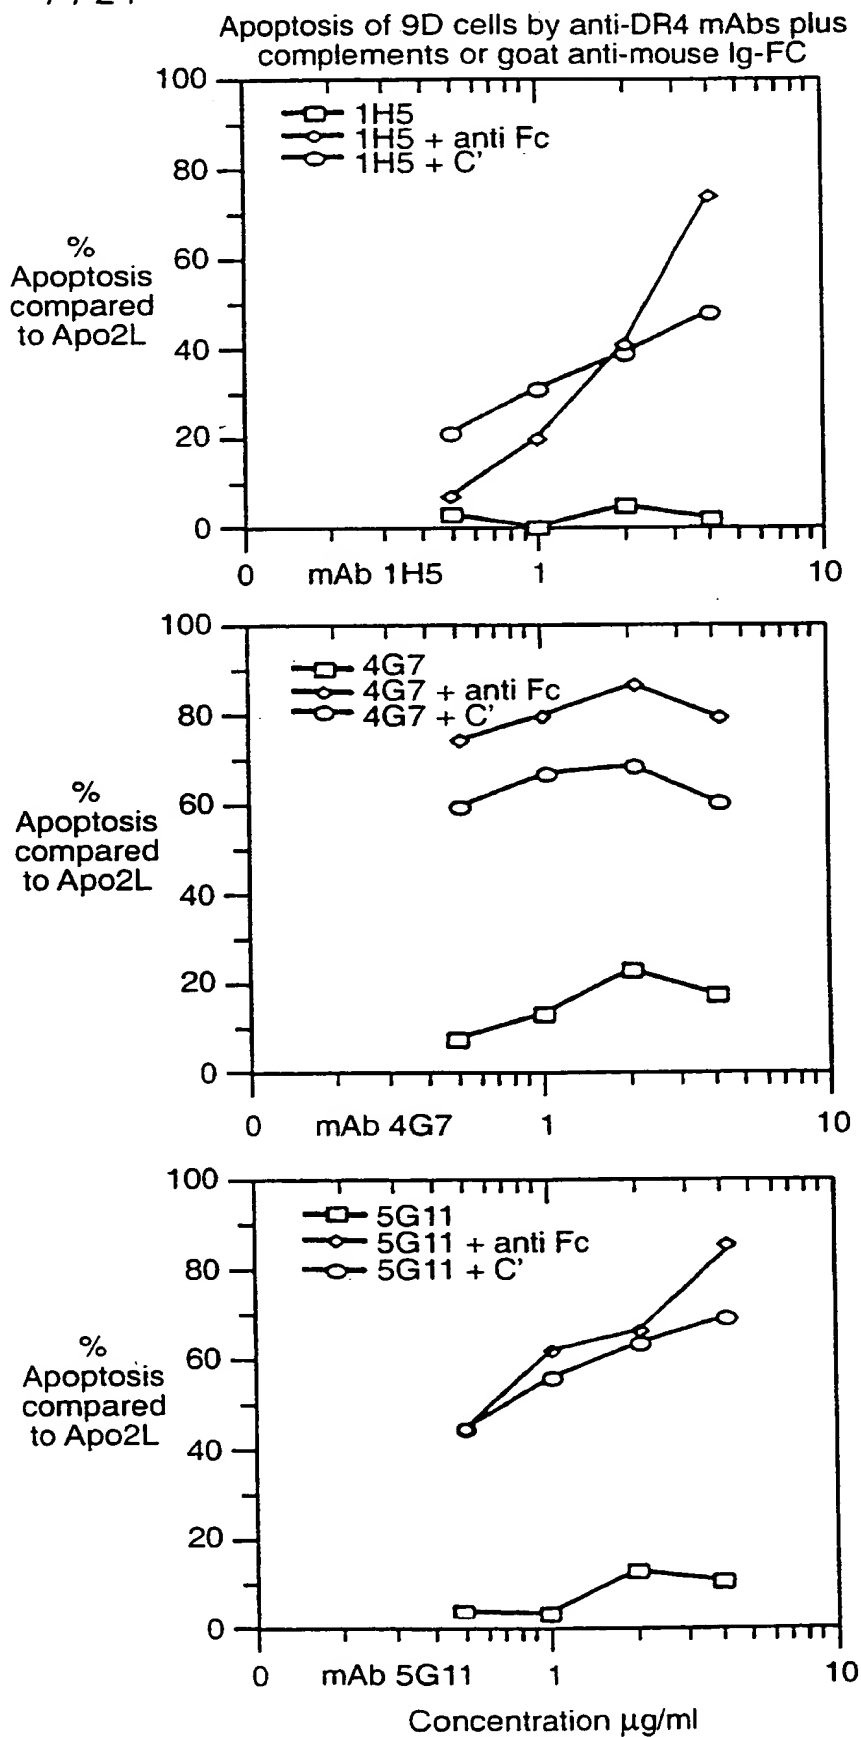 Apoptosis of 9D cells by anti-DR4 mAbs plus
complements or goat anti-mouse Ig-FC
100
80
60
40
20
0
%
Apoptosis
compared
to Apo2L
1H5
1H5 + anti Fc
1H5 + C'
0 mAb 1H5 1 10
100
80
60
40
20
0
%
Apoptosis
compared
to Apo2L
4G7
4G7 + anti Fc
4G7 + C'
0 mAb 4G7 1 10
100
80
60
40
20
0
%
Apoptosis
compared
to Apo2L
5G11
5G11 + anti Fc
5G11 + C'
0 mAb 5G11 1 10
Concentration µg/ml